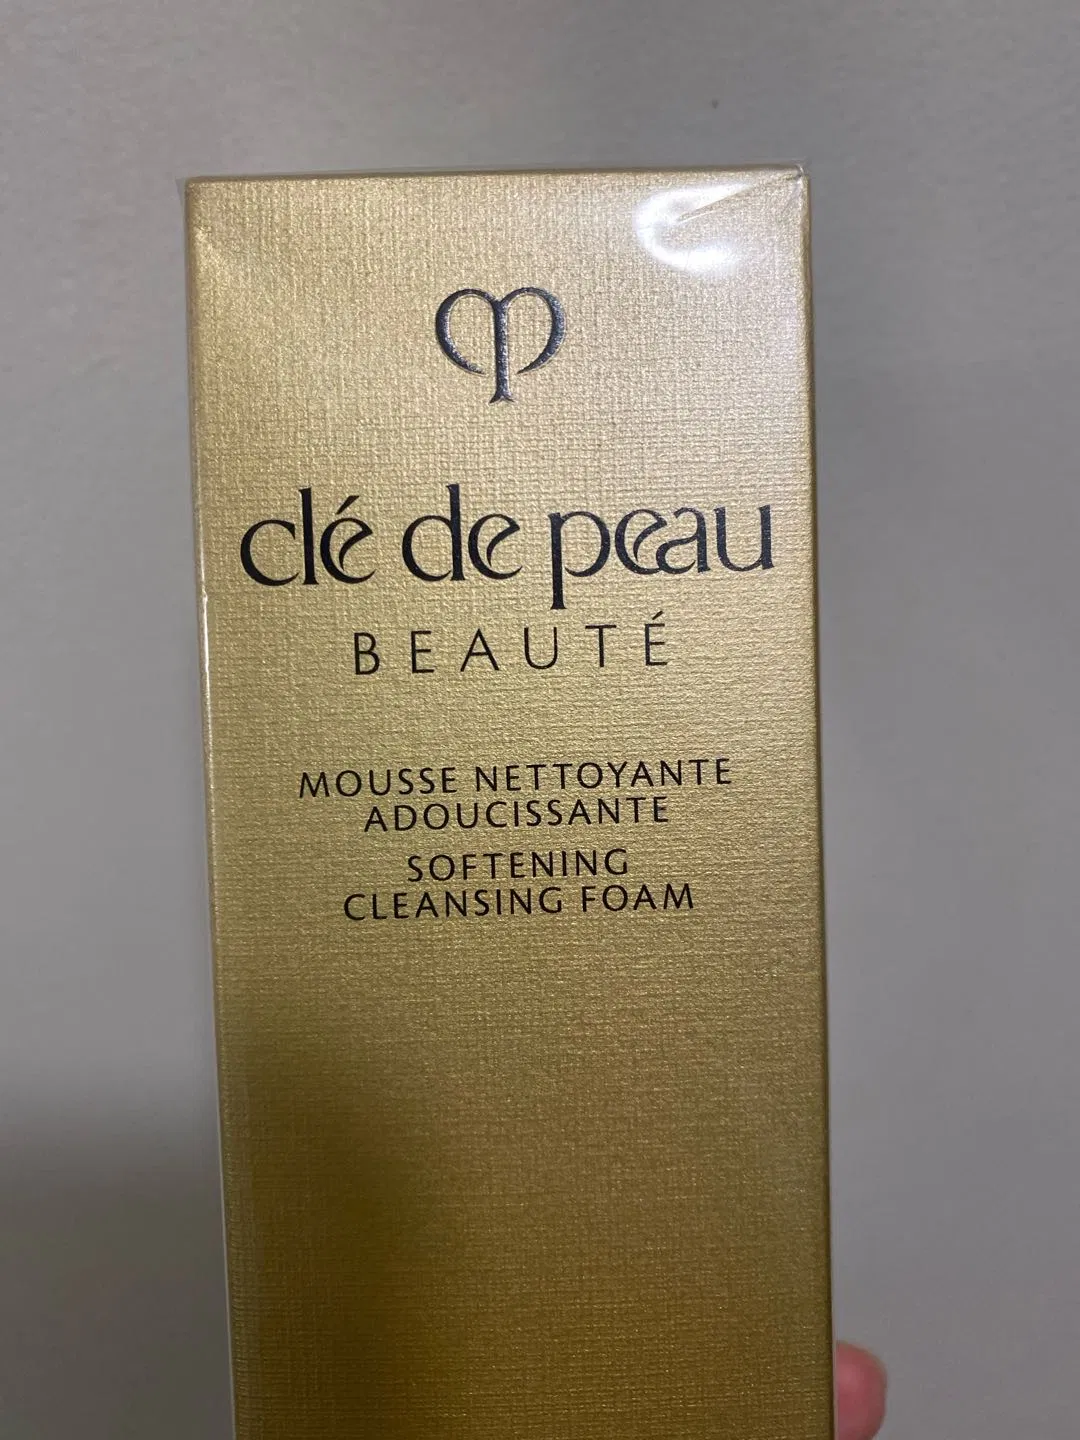 clé de peau
BEAUTÉ
MOUSSE NETTOYANTE
ADOUCISSANTE
SOFTENING
CLEANSING FOAM